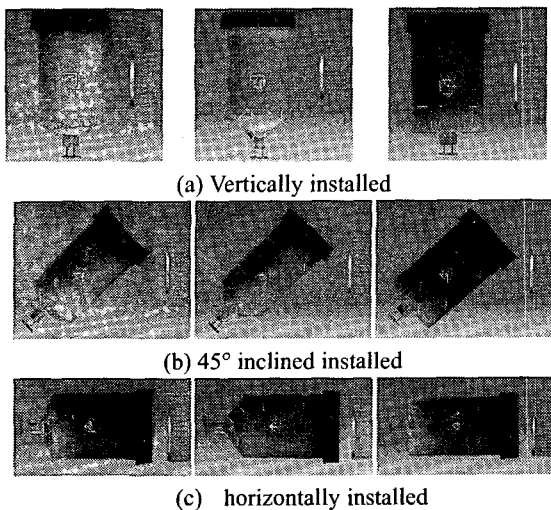 (a) Vertically installed
(b) 45° inclined installed
(c) horizontally installed